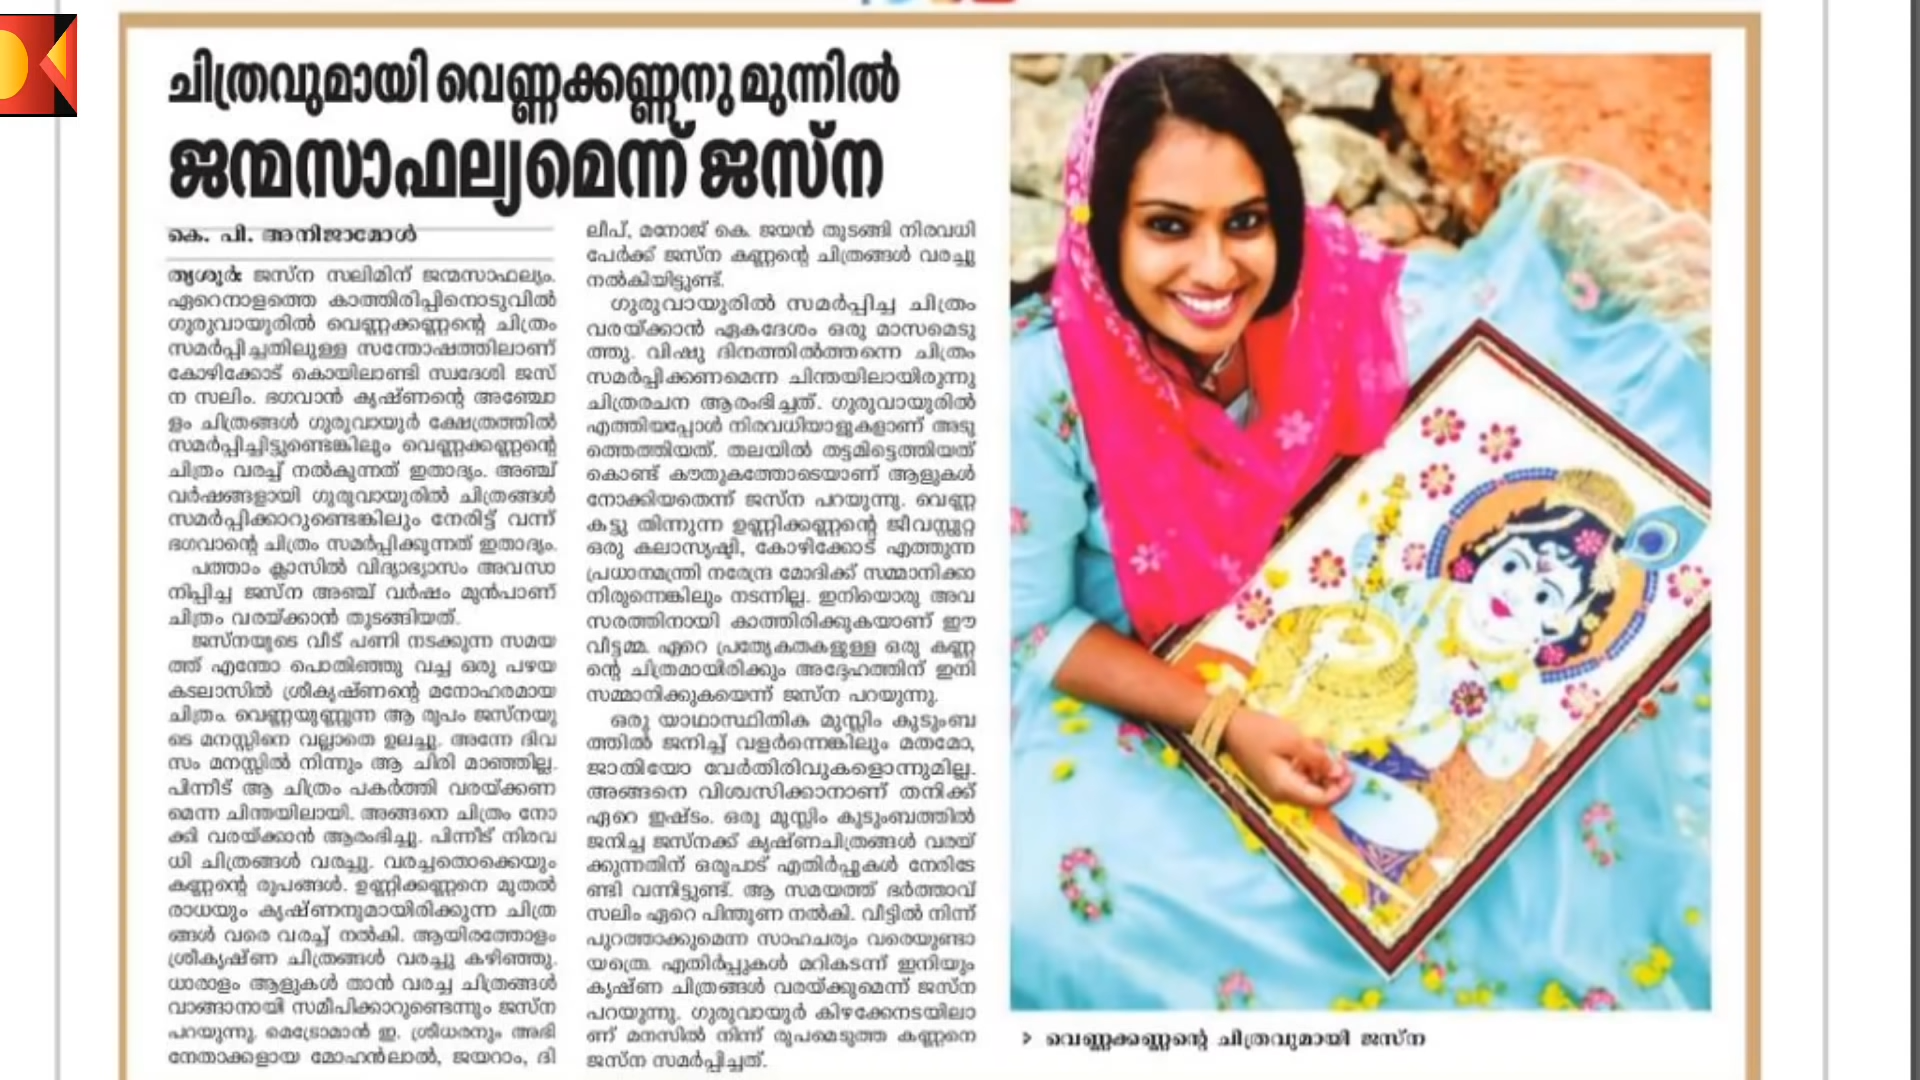 ചിത്രവുമായി വെണ്ണക്കണ്ണനു മുന്നിൽ
ജന്മസാഫല്യമെന്ന് ജസ്ന
കെ. പി. അനിജാമോൾ
തൃശൂർ: ജസ്ന സലിമിന് ജന്മസാഫല്യം.
ഏറെനാളത്തെ കാത്തിരിപ്പിനൊടുവിൽ
ഗുരുവായൂരിൽ വെണ്ണക്കണ്ണന്റെ ചിത്രം
സമർപ്പിച്ചതിലുള്ള സന്തോഷത്തിലാണ്
കോഴിക്കോട് കൊയിലാണ്ടി സ്വദേശി ജസ്
ന സലിം. ഭഗവാൻ കൃഷ്ണന്റെ അഞ്ചോ
ളം ചിത്രങ്ങൾ ഗുരുവായൂർ ക്ഷേത്രത്തിൽ
സമർപ്പിച്ചിട്ടുണ്ടെങ്കിലും വെണ്ണക്കണ്ണന്റെ
ചിത്രം വരച്ച് നൽകുന്നത് ഇതാദ്യം. അഞ്ച്
വർഷങ്ങളായി ഗുരുവായൂരിൽ ചിത്രങ്ങൾ
സമർപ്പിക്കാറുണ്ടെങ്കിലും നേരിട്ട് വന്ന്
ഭഗവാന്റെ ചിത്രം സമർപ്പിക്കുന്നത് ഇതാദ്യം.
പത്താം ക്ലാസിൽ വിദ്യാഭ്യാസം അവസാ
നിപ്പിച്ച ജസ്ന അഞ്ച് വർഷം മുൻപാണ്
ചിത്രം വരയ്ക്കാൻ തുടങ്ങിയത്.
ജസ്നയുടെ വീട് പണി നടക്കുന്ന സമയ
ത്ത് എന്തോ പൊതിഞ്ഞു വച്ച ഒരു പഴയ
കടലാസിൽ ശ്രീകൃഷ്ണന്റെ മനോഹരമായ
ചിത്രം. വെണ്ണയുണ്ണുന്ന ആ രൂപം ജസ്നയു
ടെ മനസ്സിനെ വല്ലാതെ ഉലച്ചു. അന്നേ ദിവ
സം മനസ്സിൽ നിന്നും ആ ചിരി മാഞ്ഞില്ല.
പിന്നീട് ആ ചിത്രം പകർത്തി വരയ്ക്കണ
മെന്ന ചിന്തയിലായി. അങ്ങനെ ചിത്രം നോ
ക്കി വരയ്ക്കാൻ ആരംഭിച്ചു. പിന്നീട് നിരവ
ധി ചിത്രങ്ങൾ വരച്ചു. വരച്ചതൊക്കെയും
കണ്ണന്റെ രൂപങ്ങൾ. ഉണ്ണിക്കണ്ണനെ മുതൽ
രാധയും കൃഷ്ണനുമായിരിക്കുന്ന ചിത്ര
ങ്ങൾ വരെ വരച്ച് നൽകി. ആയിരത്തോളം
ശ്രീകൃഷ്ണ ചിത്രങ്ങൾ വരച്ചു കഴിഞ്ഞു.
ധാരാളം ആളുകൾ താൻ വരച്ച ചിത്രങ്ങൾ
വാങ്ങാനായി സമീപിക്കാറുണ്ടെന്നും ജസ്ന
പറയുന്നു. മെട്രോമാൻ ഇ. ശ്രീധരനും അഭി
നേതാക്കളായ മോഹൻലാൽ, ജയറാം, ദി
ലീപ്, മനോജ് കെ. ജയൻ തുടങ്ങി നിരവധി
പേർക്ക് ജസ്ന കണ്ണന്റെ ചിത്രങ്ങൾ വരച്ചു
നൽകിയിട്ടുണ്ട്.
ഗുരുവായൂരിൽ സമർപ്പിച്ച ചിത്രം
വരയ്ക്കാൻ ഏകദേശം ഒരു മാസമെടു
ത്തു. വിഷു ദിനത്തിൽത്തന്നെ ചിത്രം
സമർപ്പിക്കണമെന്ന ചിന്തയിലായിരുന്നു
ചിത്രരചന ആരംഭിച്ചത്. ഗുരുവായൂരിൽ
എത്തിയപ്പോൾ നിരവധിയാളുകളാണ് അടു
ത്തെത്തിയത്. തലയിൽ തട്ടമിട്ടെത്തിയത്
കൊണ്ട് കൗതുകത്തോടെയാണ് ആളുകൾ
നോക്കിയതെന്ന് ജസ്ന പറയുന്നു. വെണ്ണ
കട്ടു തിന്നുന്ന ഉണ്ണിക്കണ്ണന്റെ ജീവസ്സുറ്റ
ഒരു കലാസൃഷ്ടി, കോഴിക്കോട് എത്തുന്ന
പ്രധാനമന്ത്രി നരേന്ദ്ര മോദിക്ക് സമ്മാനിക്കാ
നിരുന്നെങ്കിലും നടന്നില്ല. ഇനിയൊരു അവ
സരത്തിനായി കാത്തിരിക്കുകയാണ് ഈ
വീട്ടമ്മ. ഏറെ പ്രത്യേകതകളുള്ള ഒരു കണ്ണ
ന്റെ ചിത്രമായിരിക്കും അദ്ദേഹത്തിന് ഇനി
സമ്മാനിക്കുകയെന്ന് ജസ്ന പറയുന്നു.
ഒരു യാഥാസ്ഥിതിക മുസ്ലിം കുടുംബ
ത്തിൽ ജനിച്ച് വളർന്നെങ്കിലും മതമോ,
ജാതിയോ വേർതിരിവുകളൊന്നുമില്ല.
അങ്ങനെ വിശ്വസിക്കാനാണ് തനിക്ക്
ഏറെ ഇഷ്ടം. ഒരു മുസ്ലിം കുടുംബത്തിൽ
ജനിച്ച ജസ്നക്ക് കൃഷ്ണചിത്രങ്ങൾ വരയ്
ക്കുന്നതിന് ഒരുപാട് എതിർപ്പുകൾ നേരിടേ
ണ്ടി വന്നിട്ടുണ്ട്. ആ സമയത്ത് ഭർത്താവ്
സലിം ഏറെ പിന്തുണ നൽകി. വീട്ടിൽ നിന്ന്
പുറത്താക്കുമെന്ന സാഹചര്യം വരെയുണ്ടാ
യത്രെ. എതിർപ്പുകൾ മറികടന്ന് ഇനിയും
കൃഷ്ണ ചിത്രങ്ങൾ വരയ്ക്കുമെന്ന് ജസ്ന
പറയുന്നു. ഗുരുവായൂർ കിഴക്കേനടയിലാ
ണ് മനസിൽ നിന്ന് രൂപമെടുത്ത കണ്ണനെ
ജസ്ന സമർപ്പിച്ചത്.
വെണ്ണക്കണ്ണന്റെ ചിത്രവുമായി ജസ്ന